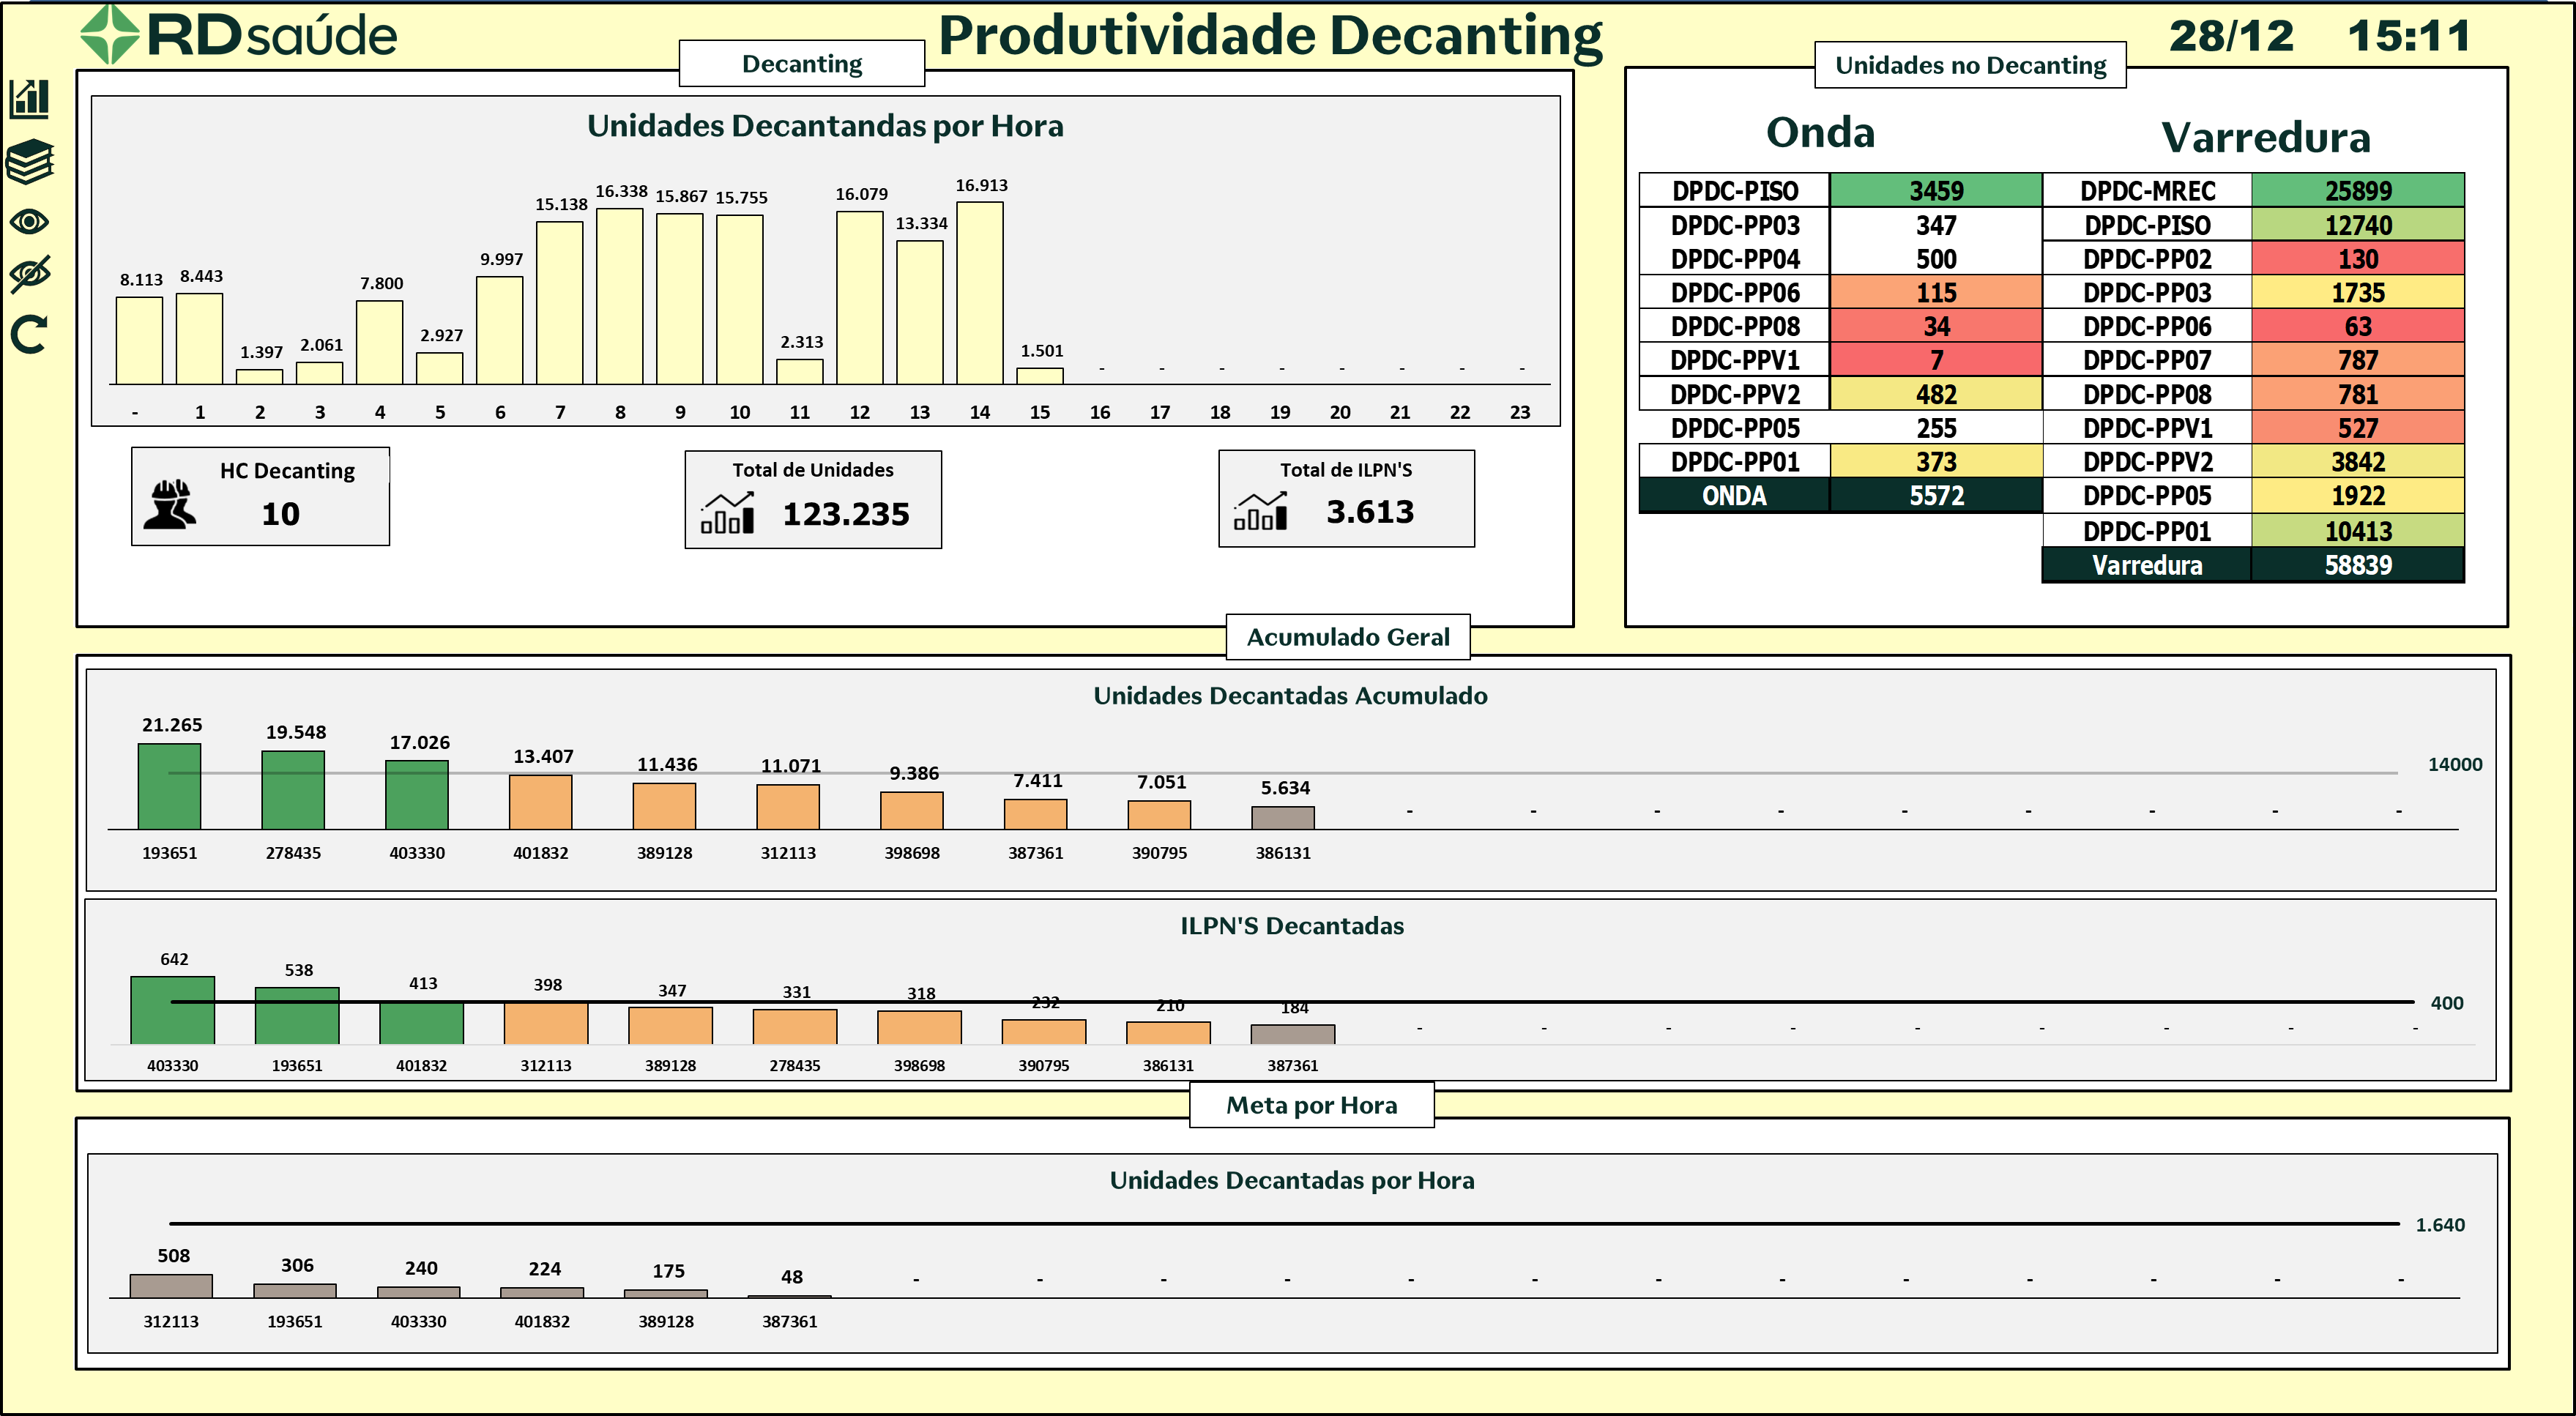 RDsaúde
Produtividade Decanting
28/12 15:11
Decanting
Unidades Decantandas por Hora
8.113 8.443 1.397 2.061 7.800 2.927 9.997 15.138 16.338 15.867 15.755 2.313 16.079 13.334 16.913 1.501 - - - - - - - -
- 1 2 3 4 5 6 7 8 9 10 11 12 13 14 15 16 17 18 19 20 21 22 23
HC Decanting
10
Total de Unidades
123.235
Total de ILPN'S
3.613
Unidades no Decanting
Onda Varredura
DPDC-PISO 3459 DPDC-MREC 25899
DPDC-PP03 347 DPDC-PISO 12740
DPDC-PP04 500 DPDC-PP02 130
DPDC-PP06 115 DPDC-PP03 1735
DPDC-PP08 34 DPDC-PP06 63
DPDC-PPV1 7 DPDC-PP07 787
DPDC-PPV2 482 DPDC-PP08 781
DPDC-PP05 255 DPDC-PPV1 527
DPDC-PP01 373 DPDC-PPV2 3842
ONDA 5572 DPDC-PP05 1922
DPDC-PP01 10413
Varredura 58839
Acumulado Geral
Unidades Decantadas Acumulado
21.265 19.548 17.026 13.407 11.436 11.071 9.386 7.411 7.051 5.634 - - - - - - - - -
14000
193651 278435 403330 401832 389128 312113 398698 387361 390795 386131
ILPN'S Decantadas
642 538 413 398 347 331 318 232 210 184 - - - - - - - - -
400
403330 193651 401832 312113 389128 278435 398698 390795 386131 387361
Meta por Hora
Unidades Decantadas por Hora
1.640
508 306 240 224 175 48 - - - - - - - - - - - - -
312113 193651 403330 401832 389128 387361